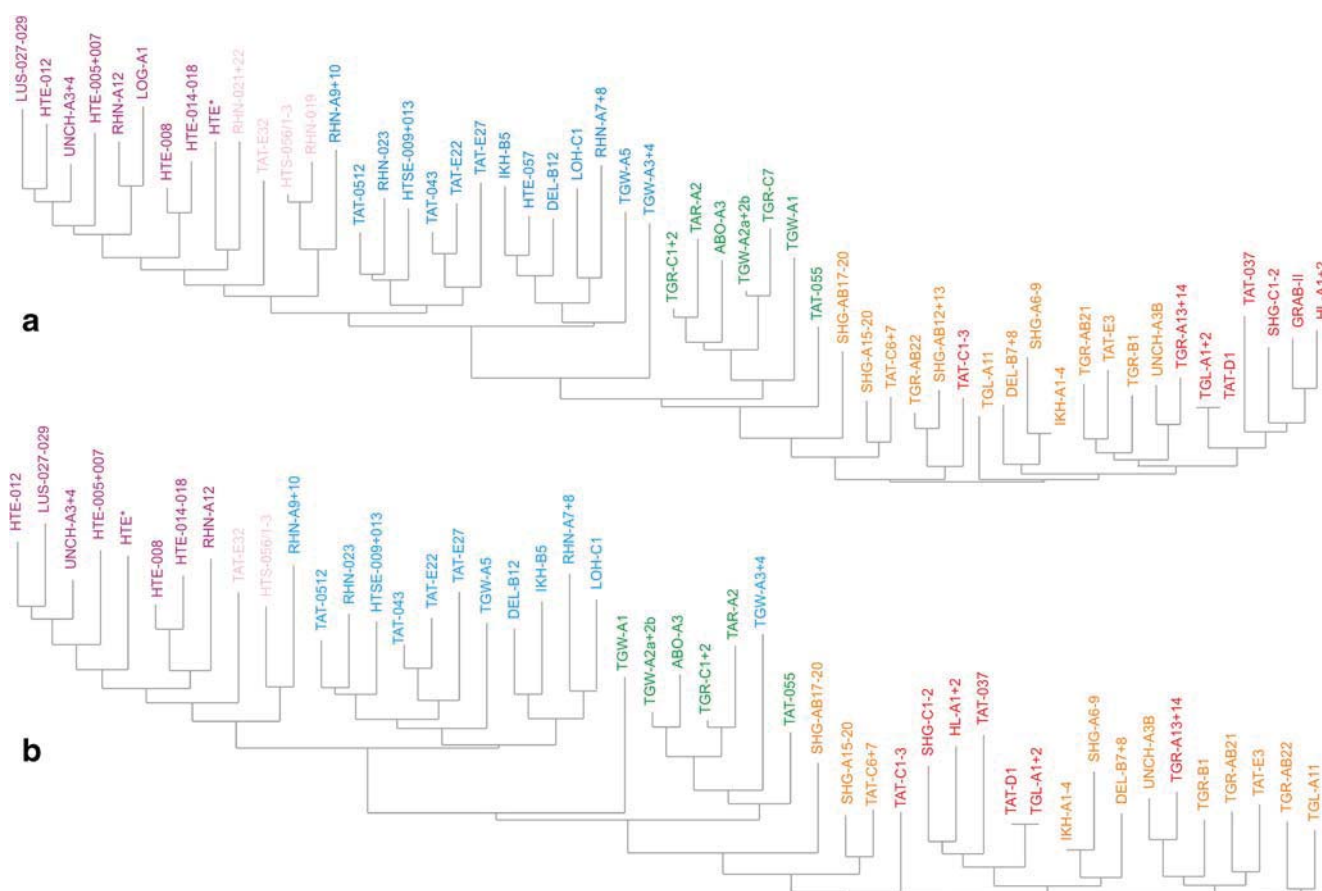 LUS-027-029
HTE-012
UNCH-A3+4
HTE-005+007
RHN-A12
LOG-A1
HTE-008
HTE-014-018
HTE*
RHN-021+22
TAT-E32
HTS-056/1-3
RHN-019
RHN-A9+10
TAT-0512
RHN-023
HTSE-009+013
TAT-043
TAT-E22
TAT-E27
IKH-B5
HTE-057
DEL-B12
LOH-C1
RHN-A7+8
TGW-A5
TGW-A3+4
TGR-C1+2
TAR-A2
ABO-A3
TGW-A2a+2b
TGR-C7
TGW-A1
TAT-055
SHG-AB17-20
SHG-A15-20
TAT-C6+7
TGR-AB22
SHG-AB12+13
TAT-C1-3
TGL-A11
DEL-B7+8
SHG-A6-9
IKH-A1-4
TGR-AB21
TAT-E3
TGR-B1
UNCH-A3B
TGR-A13+14
TGL-A1+2
TAT-D1
TAT-037
SHG-C1-2
GRAB-II
HL-A1+2
a
HTE-012
LUS-027-029
UNCH-A3+4
HTE-005+007
HTE*
HTE-008
HTE-014-018
RHN-A12
TAT-E32
HTS-056/1-3
RHN-A9+10
TAT-0512
RHN-023
HTSE-009+013
TAT-043
TAT-E22
TAT-E27
TGW-A5
DEL-B12
IKH-B5
RHN-A7+8
LOH-C1
TGW-A1
TGW-A2a+2b
ABO-A3
TGR-C1+2
TAR-A2
TGW-A3+4
TAT-055
SHG-AB17-20
SHG-A15-20
TAT-C6+7
TAT-C1-3
SHG-C1-2
HL-A1+2
TAT-037
TAT-D1
TGL-A1+2
IKH-A1-4
SHG-A6-9
DEL-B7+8
UNCH-A3B
TGR-A13+14
TGR-B1
TGR-AB21
TAT-E3
TGR-AB22
TGL-A11
b